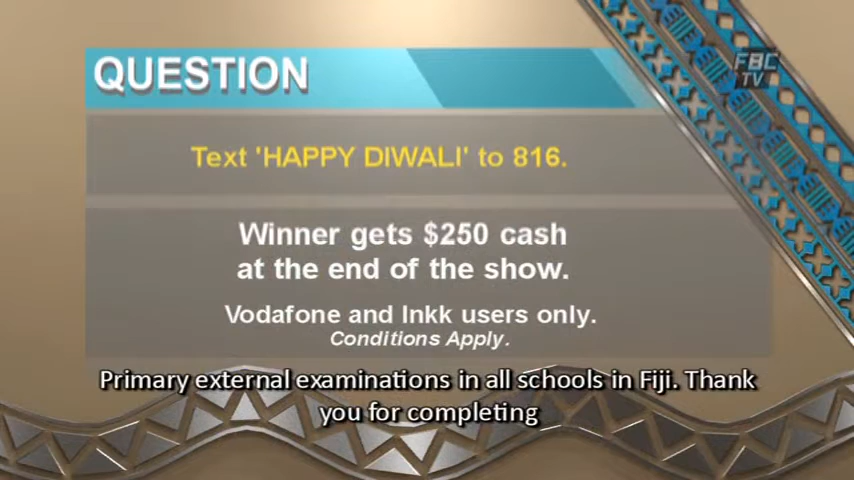 QUESTION
FBC
TV
Text 'HAPPY DIWALI' to 816.
Winner gets $250 cash
at the end of the show.
Vodafone and Inkk users only.
Conditions Apply.
Primary external examinations in all schools in Fiji. Thank
you for completing